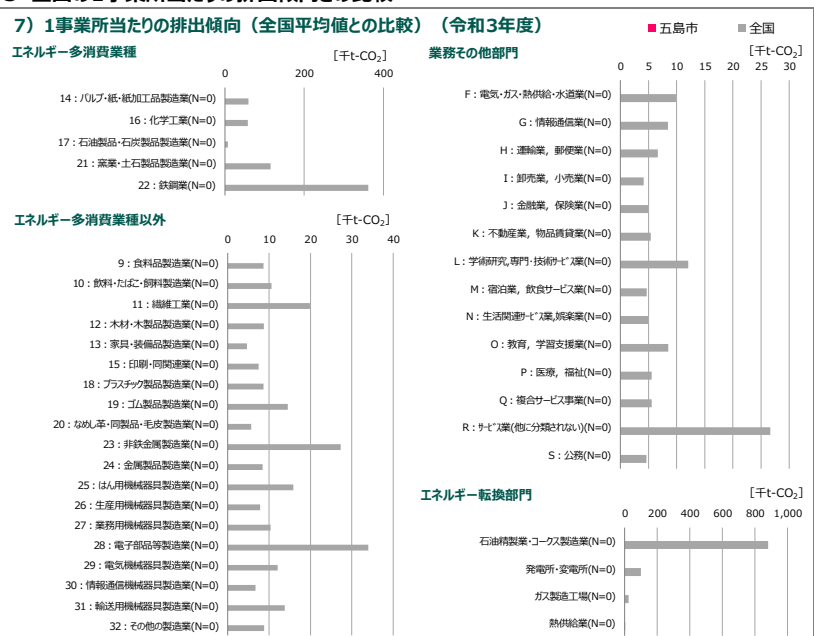 7）1事業所当たりの排出傾向（全国平均値との比較）（令和3年度）
■五島市 ■全国
エネルギー多消費業種
[千t-CO2]
0 200 400
14：パルプ・紙・紙加工品製造業(N=0)
16：化学工業(N=0)
17：石油製品・石炭製品製造業(N=0)
21：窯業・土石製品製造業(N=0)
22：鉄鋼業(N=0)
エネルギー多消費業種以外
[千t-CO2]
0 10 20 30 40
9：食料品製造業(N=0)
10：飲料・たばこ・飼料製造業(N=0)
11：繊維工業(N=0)
12：木材・木製品製造業(N=0)
13：家具・装備品製造業(N=0)
15：印刷・同関連業(N=0)
18：プラスチック製品製造業(N=0)
19：ゴム製品製造業(N=0)
20：なめし革・同製品・毛皮製造業(N=0)
23：非鉄金属製造業(N=0)
24：金属製品製造業(N=0)
25：はん用機械器具製造業(N=0)
26：生産用機械器具製造業(N=0)
27：業務用機械器具製造業(N=0)
28：電子部品等製造業(N=0)
29：電気機械器具製造業(N=0)
30：情報通信機械器具製造業(N=0)
31：輸送用機械器具製造業(N=0)
32：その他の製造業(N=0)
業務その他部門
[千t-CO2]
0 5 10 15 20 25 30
F：電気・ガス・熱供給・水道業(N=0)
G：情報通信業(N=0)
H：運輸業，郵便業(N=0)
I：卸売業，小売業(N=0)
J：金融業，保険業(N=0)
K：不動産業，物品賃貸業(N=0)
L：学術研究,専門・技術ｻｰﾋﾞｽ業(N=0)
M：宿泊業，飲食サービス業(N=0)
N：生活関連ｻｰﾋﾞｽ業,娯楽業(N=0)
O：教育，学習支援業(N=0)
P：医療，福祉(N=0)
Q：複合サービス事業(N=0)
R：ｻｰﾋﾞｽ業(他に分類されない)(N=0)
S：公務(N=0)
エネルギー転換部門
[千t-CO2]
0 200 400 600 800 1,000
石油精製業・コークス製造業(N=0)
発電所・変電所(N=0)
ガス製造工場(N=0)
熱供給業(N=0)